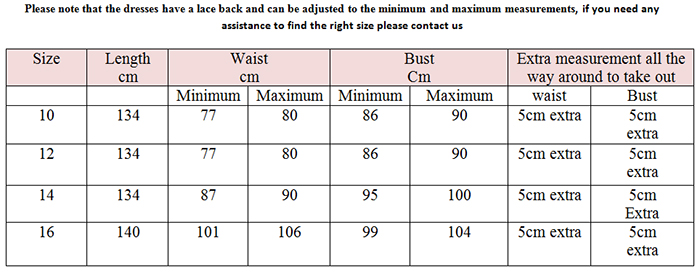 Please note that the dresses have a lace back and can be adjusted to the minimum and maximum measurements, if you need any
assistance to find the right size please contact us
Size Length Waist Bust Extra measurement all the
cm cm Cm way around to take out
Minimum Maximum Minimum Maximum waist Bust
10 134 77 80 86 90 5cm extra 5cm
extra
12 134 77 80 86 90 5cm extra 5cm
extra
14 134 87 90 95 100 5cm extra 5cm
Extra
16 140 101 106 99 104 5cm extra 5cm
extra